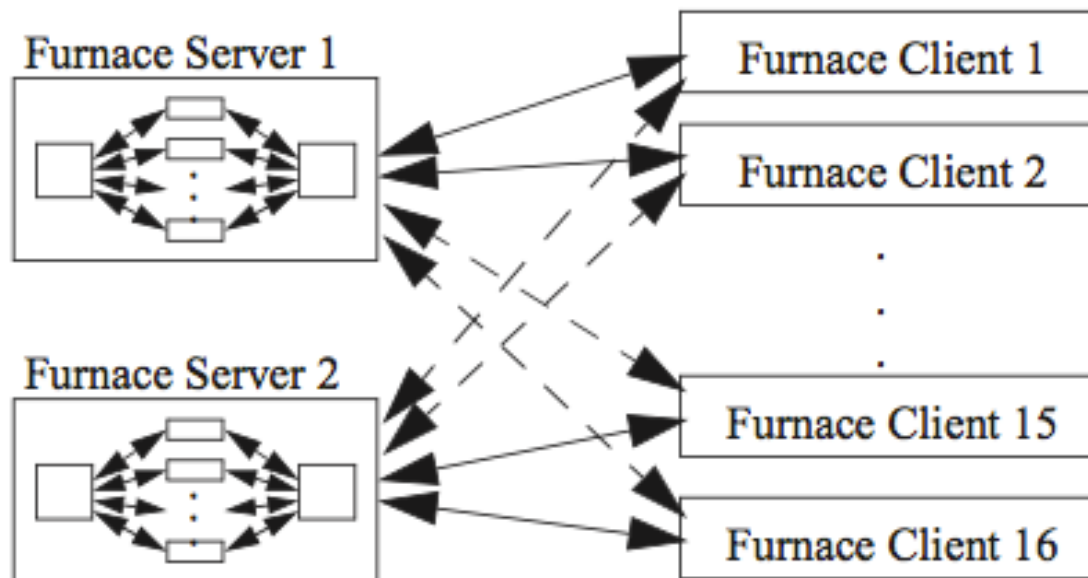 Furnace Server 1
Furnace Client 1
Furnace Client 2
Furnace Server 2
Furnace Client 15
Furnace Client 16